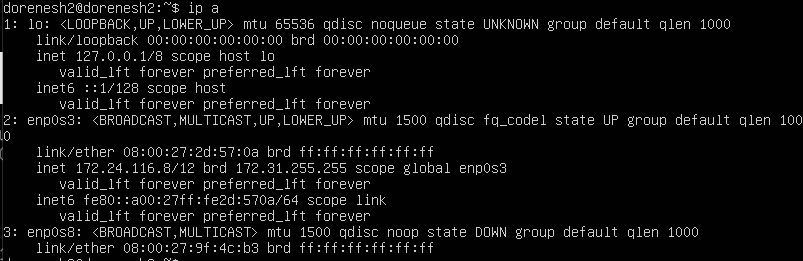 dorenesh2@dorenesh2:~$ ip a
1: lo: <LOOPBACK,UP,LOWER_UP> mtu 65536 qdisc noqueue state UNKNOWN group default qlen 1000
link/loopback 00:00:00:00:00:00 brd 00:00:00:00:00:00
inet 127.0.0.1/8 scope host lo
valid_lft forever preferred_lft forever
inet6 ::1/128 scope host
valid_lft forever preferred_lft forever
2: enp0s3: <BROADCAST,MULTICAST,UP,LOWER_UP> mtu 1500 qdisc fq_codel state UP group default qlen 100
0
link/ether 08:00:27:2d:57:0a brd ff:ff:ff:ff:ff:ff
inet 172.24.116.8/12 brd 172.31.255.255 scope global enp0s3
valid_lft forever preferred_lft forever
inet6 fe80::a00:27ff:fe2d:570a/64 scope link
valid_lft forever preferred_lft forever
3: enp0s8: <BROADCAST,MULTICAST> mtu 1500 qdisc noop state DOWN group default qlen 1000
link/ether 08:00:27:9f:4c:b3 brd ff:ff:ff:ff:ff:ff